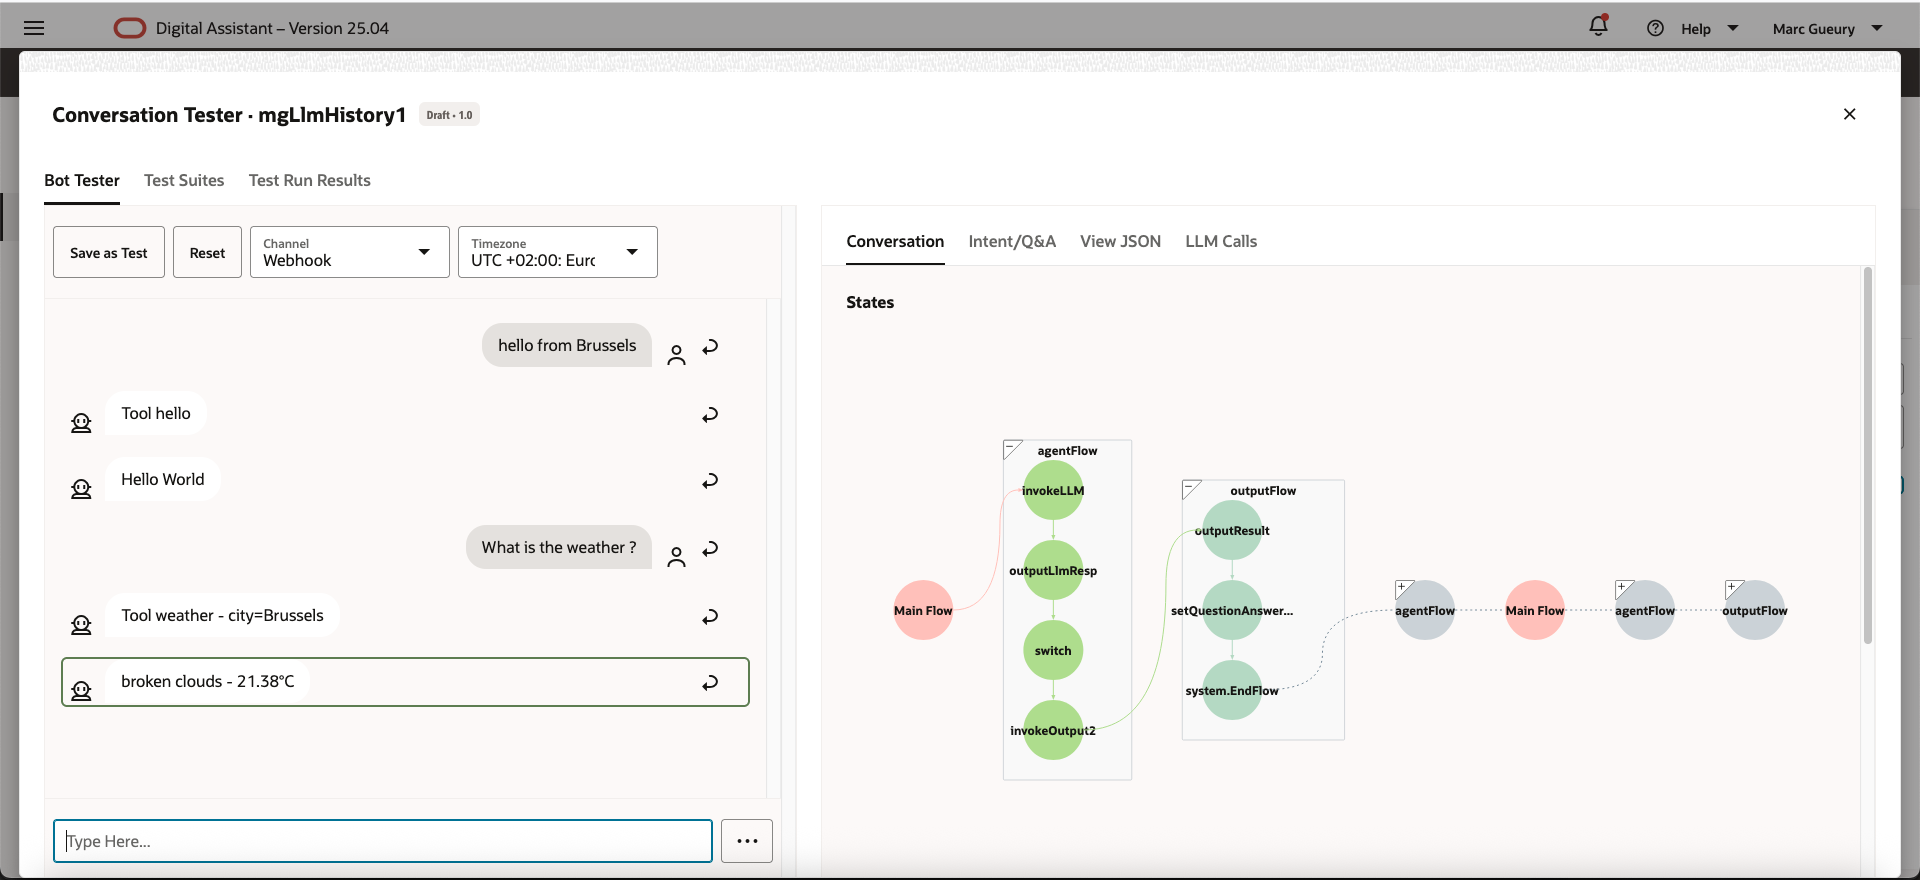 Digital Assistant – Version 25.04
Help
Marc Gueury
Conversation Tester · mgLlmHistory1
Draft • 1.0
Bot Tester
Test Suites
Test Run Results
Save as Test
Reset
Channel
Webhook
Timezone
UTC +02:00: Eurc
hello from Brussels
Tool hello
Hello World
What is the weather ?
Tool weather - city=Brussels
broken clouds - 21.38°C
Type Here...
Conversation
Intent/Q&A
View JSON
LLM Calls
States
Main Flow
agentFlow
invokeLLM
outputLlmResp
switch
invokeOutput2
outputFlow
outputResult
setQuestionAnswer...
system.EndFlow
agentFlow
Main Flow
agentFlow
outputFlow